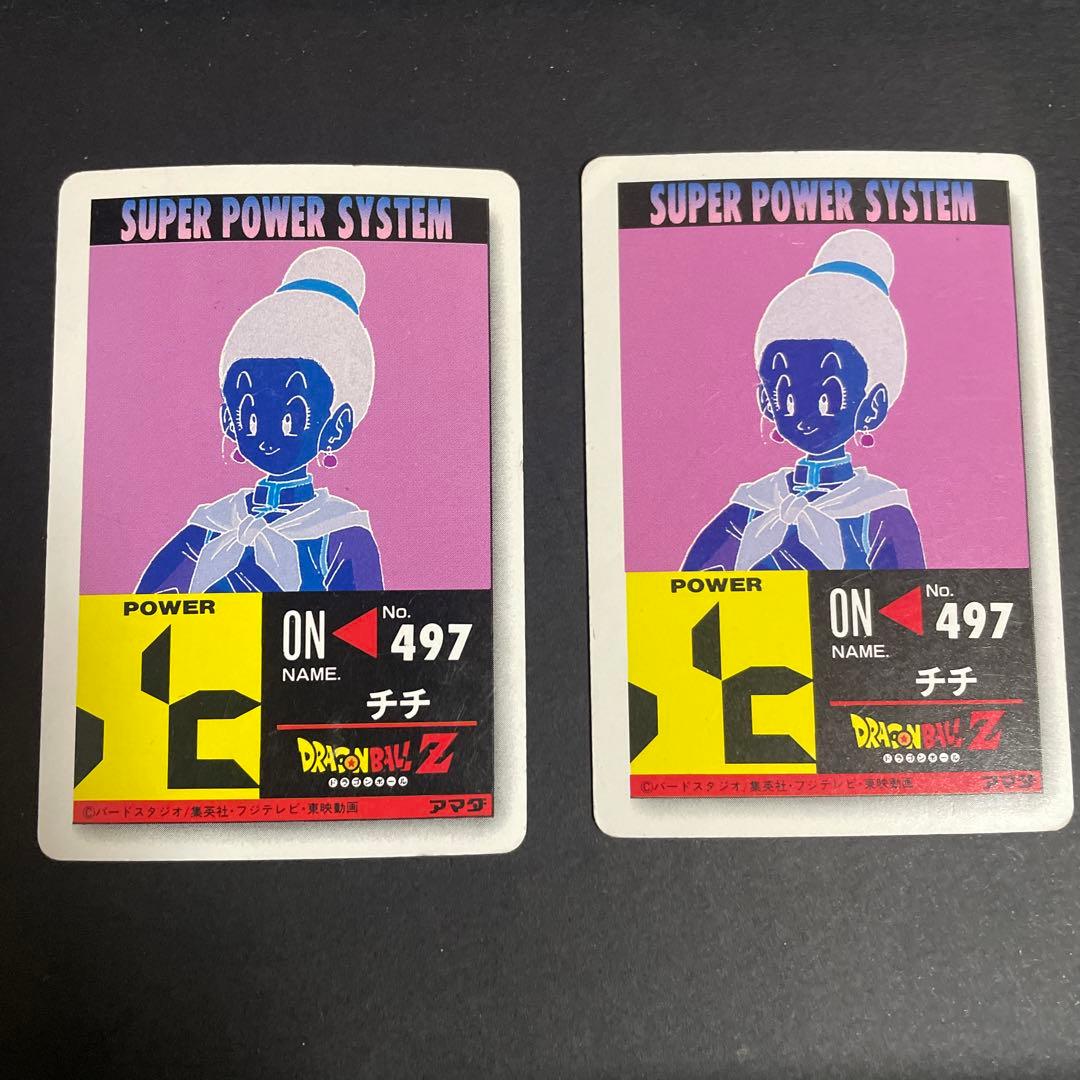 SUPER POWER SYSTEM
POWER
ON
No.
497
NAME.
チチ
DRAGON BALL Z
ドラゴンボール
©バードスタジオ/集英社・フジテレビ・東映動画
アマダ
SUPER POWER SYSTEM
POWER
ON
No.
497
NAME.
チチ
DRAGON BALL Z
ドラゴンボール
©バードスタジオ/集英社・フジテレビ・東映動画
アマダ